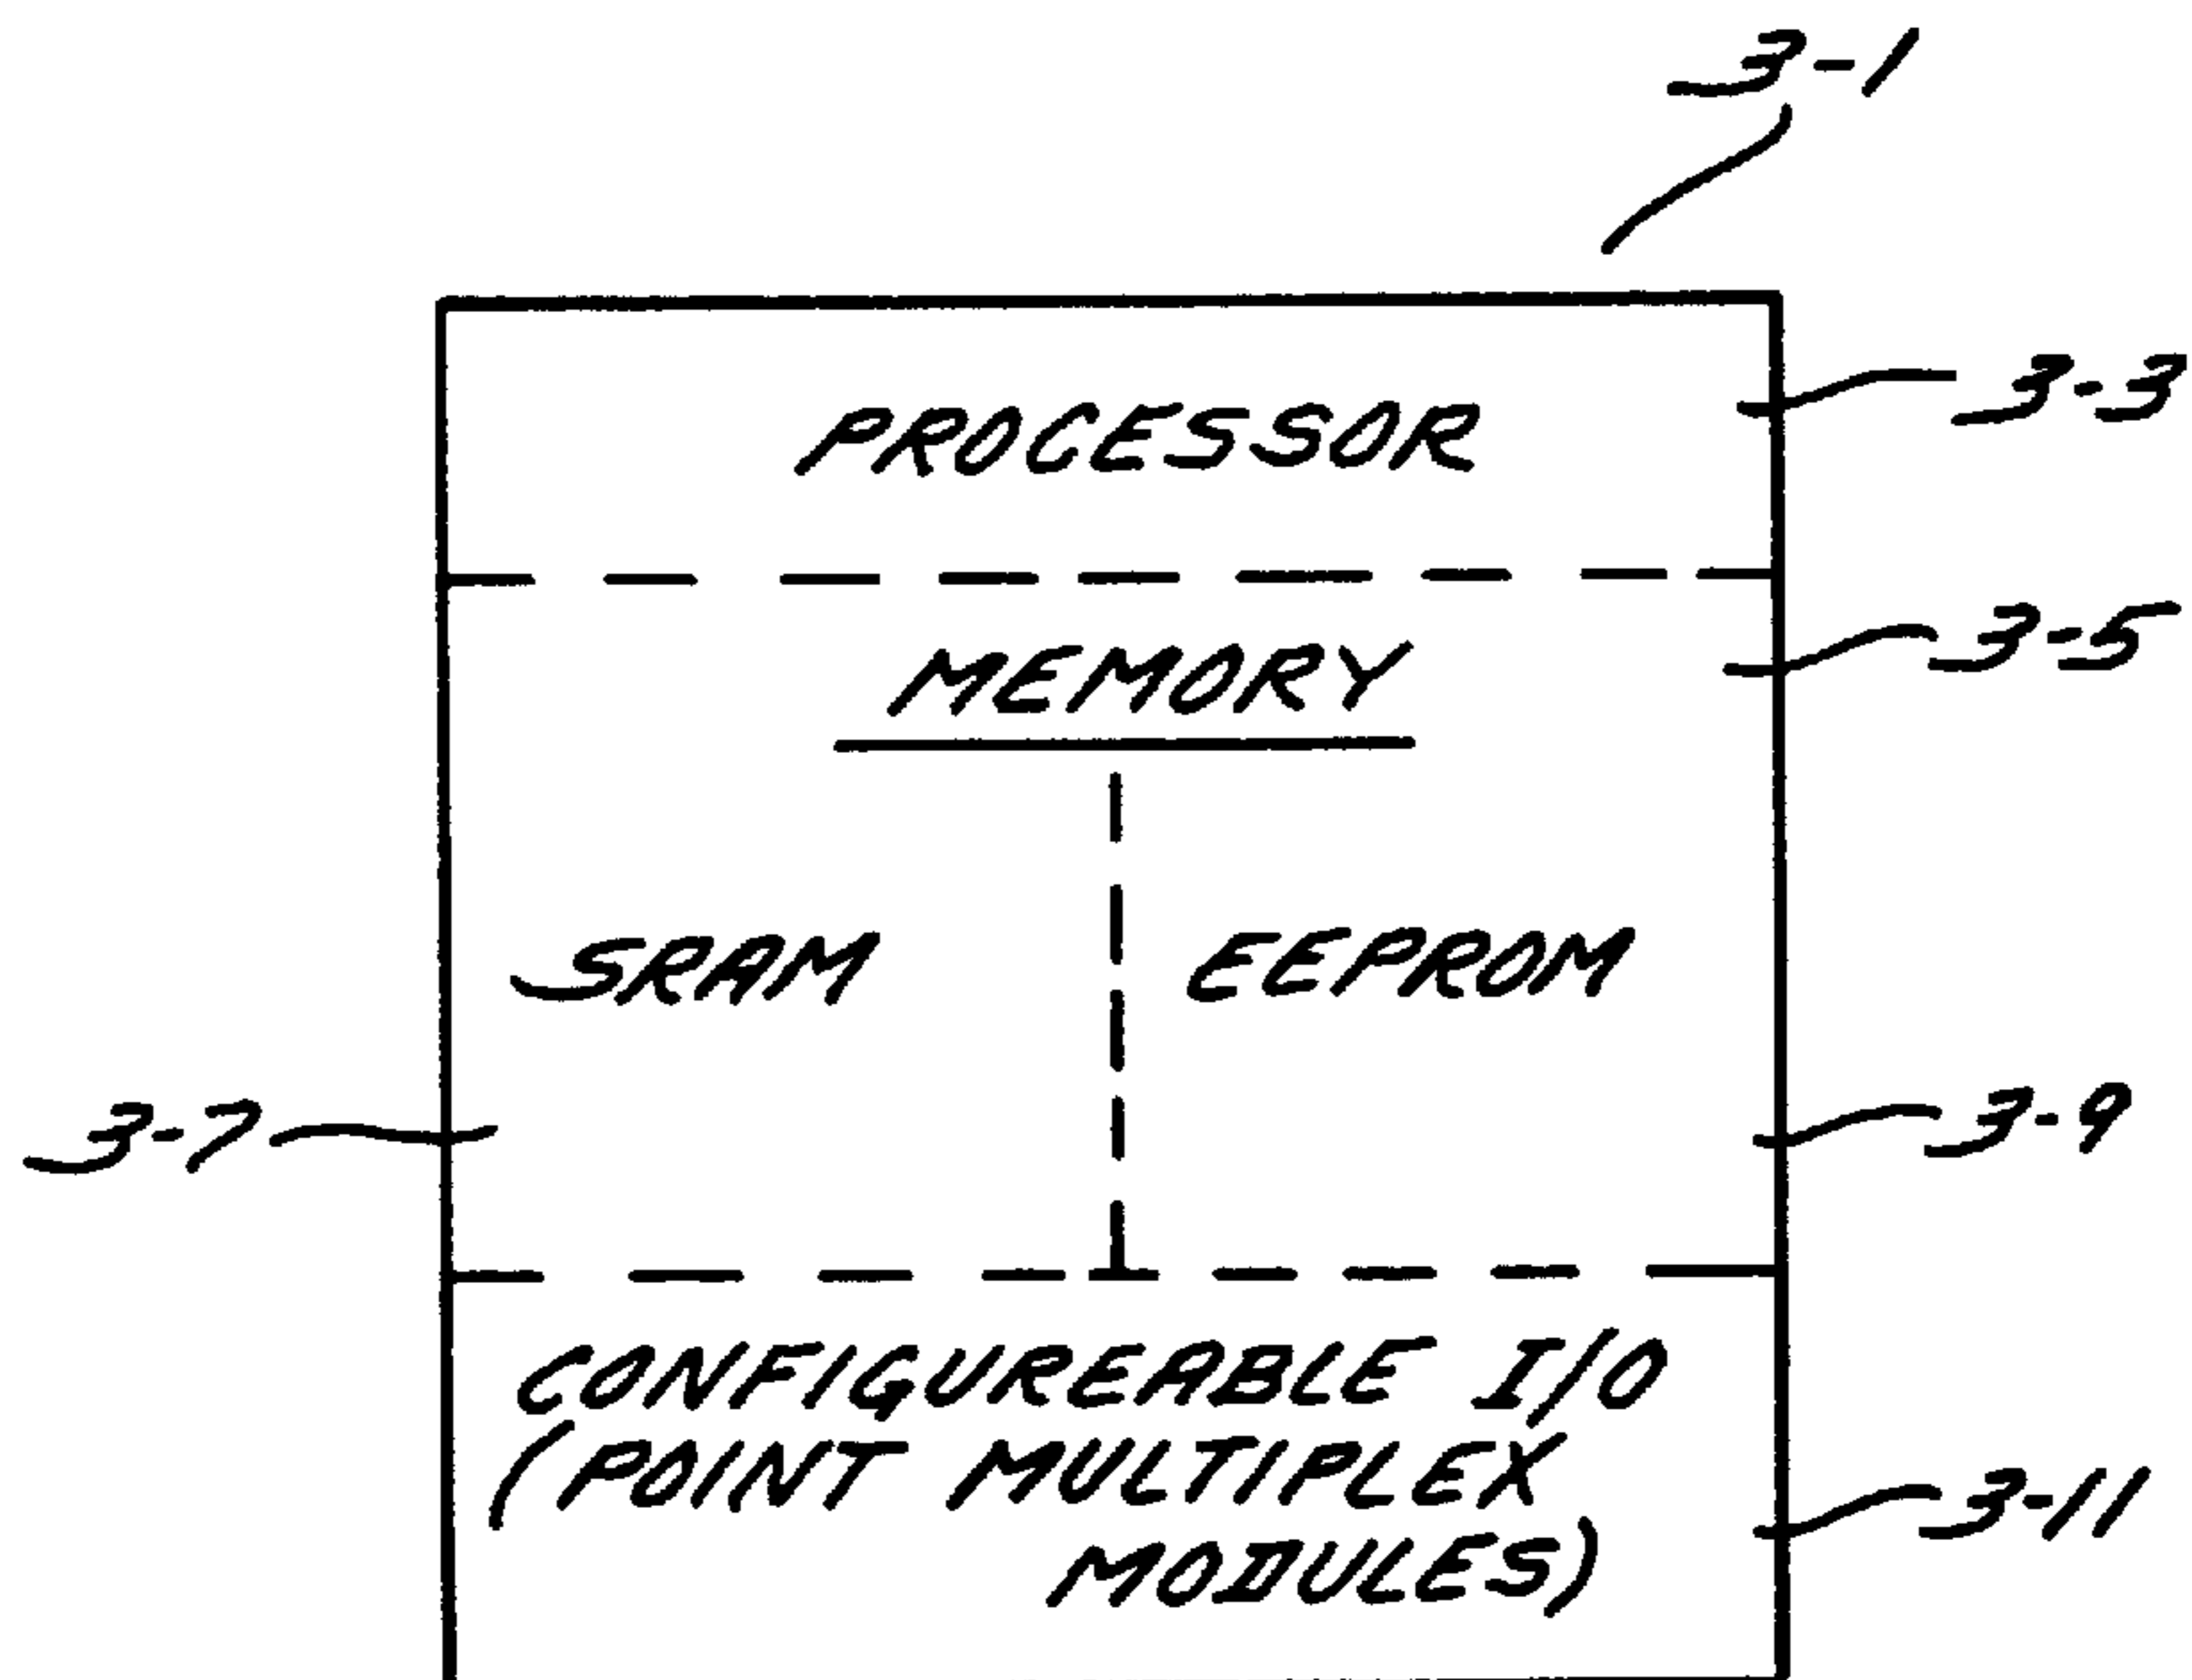 3-1
PROCESSOR
3-3
MEMORY
3-5
SRAM
EEPROM
3-7
3-9
CONFIGUREABLE I/O
(POINT MULTIPLEX
MODULES)
3-11